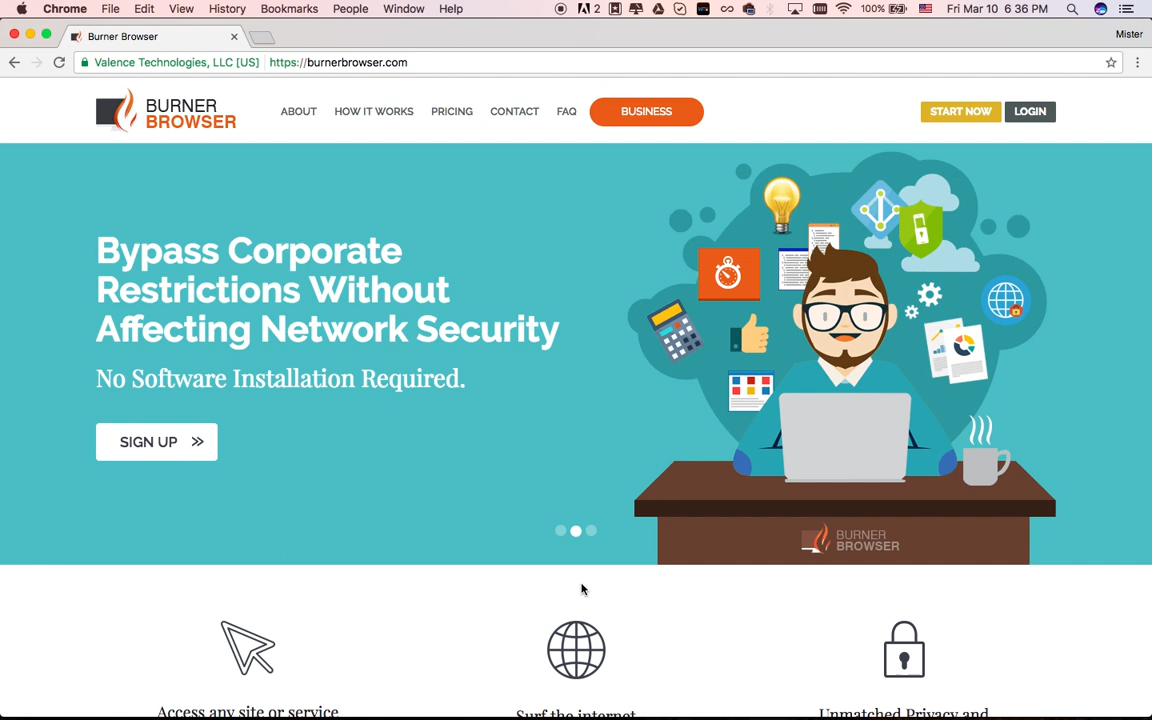 Chrome File Edit View History Bookmarks People Window Help 2 100% Fri Mar 10 6:36 PM
Burner Browser Mister
Valence Technologies, LLC [US] https://burnerbrowser.com
BURNER
BROWSER
ABOUT HOW IT WORKS PRICING CONTACT FAQ BUSINESS START NOW LOGIN
Bypass Corporate
Restrictions Without
Affecting Network Security
No Software Installation Required.
SIGN UP
BURNER
BROWSER
Access any site or service Surf the internet Unmatched Privacy and